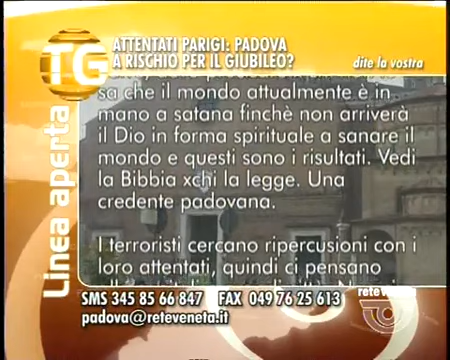 TG
Linea aperta
ATTENTATI PARIGI: PADOVA
A RISCHIO PER IL GIUBILEO?
dite la vostra
sa che il mondo attualmente è in
mano a satana finchè non arriverà
il Dio in forma spirituale a sanare il
mondo e questi sono i risultati. Vedi
la Bibbia xchi la legge. Una
credente padovana.
I terroristi cercano ripercusioni con i
loro attentati, quindi ci pensano
SMS 345 85 66 847 FAX 049 76 25 613
padova@reteveneta.it